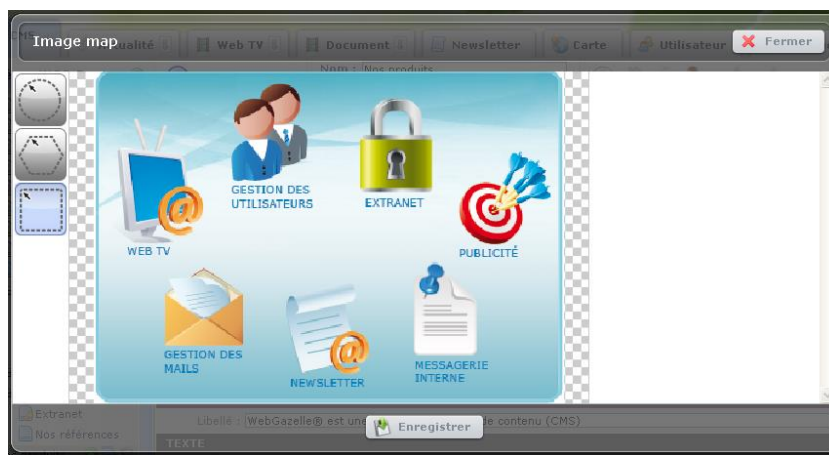 Image map
Actualité
Web TV
Document
Newsletter
Carte
Utilisateur
Fermer
Nom : Nos produits
GESTION DES
UTILISATEURS
EXTRANET
WEB TV
PUBLICITÉ
GESTION DES
MAILS
NEWSLETTER
MESSAGERIE
INTERNE
Extranet
Libellé : WebGazelle® est une de contenu (CMS)
Enregistrer
Nos références
TEXTE